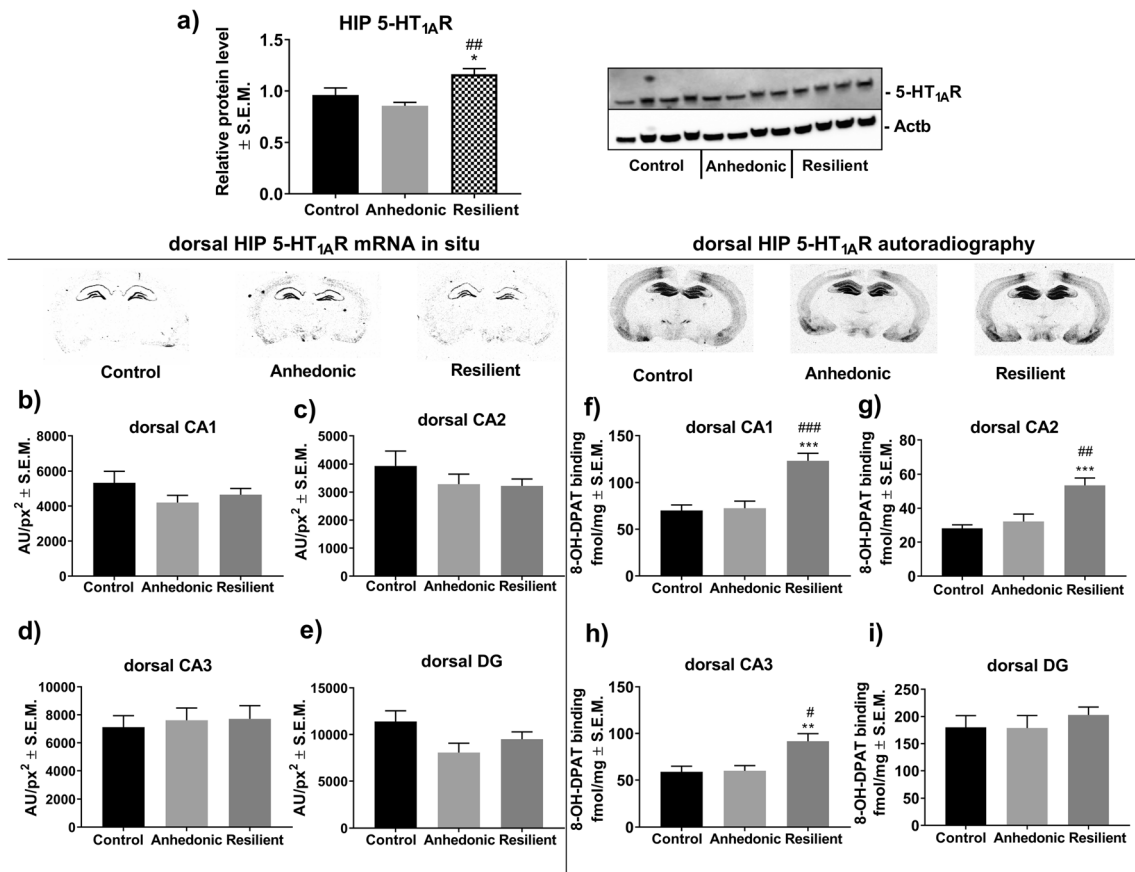 a)
HIP 5-HT1AR
Relative protein level
± S.E.M.
1.5
1.0
0.5
0.0
##
*
Control Anhedonic Resilient
- 5-HT1AR
- Actb
Control Anhedonic Resilient
dorsal HIP 5-HT1AR mRNA in situ
dorsal HIP 5-HT1AR autoradiography
Control Anhedonic Resilient
Control Anhedonic Resilient
b)
dorsal CA1
AU/px² ± S.E.M.
8000
6000
4000
2000
0
Control Anhedonic Resilient
c)
dorsal CA2
AU/px² ± S.E.M.
5000
4000
3000
2000
1000
0
Control Anhedonic Resilient
f)
dorsal CA1
8-OH-DPAT binding
fmol/mg ± S.E.M.
150
100
50
0
###
***
Control Anhedonic Resilient
g)
dorsal CA2
8-OH-DPAT binding
fmol/mg ± S.E.M.
80
60
40
20
0
##
***
Control Anhedonic Resilient
d)
dorsal CA3
AU/px² ± S.E.M.
10000
8000
6000
4000
2000
0
Control Anhedonic Resilient
e)
dorsal DG
AU/px² ± S.E.M.
15000
10000
5000
0
Control Anhedonic Resilient
h)
dorsal CA3
8-OH-DPAT binding
fmol/mg ± S.E.M.
150
100
50
0
#
**
Control Anhedonic Resilient
i)
dorsal DG
8-OH-DPAT binding
fmol/mg ± S.E.M.
250
200
150
100
50
0
Control Anhedonic Resilient